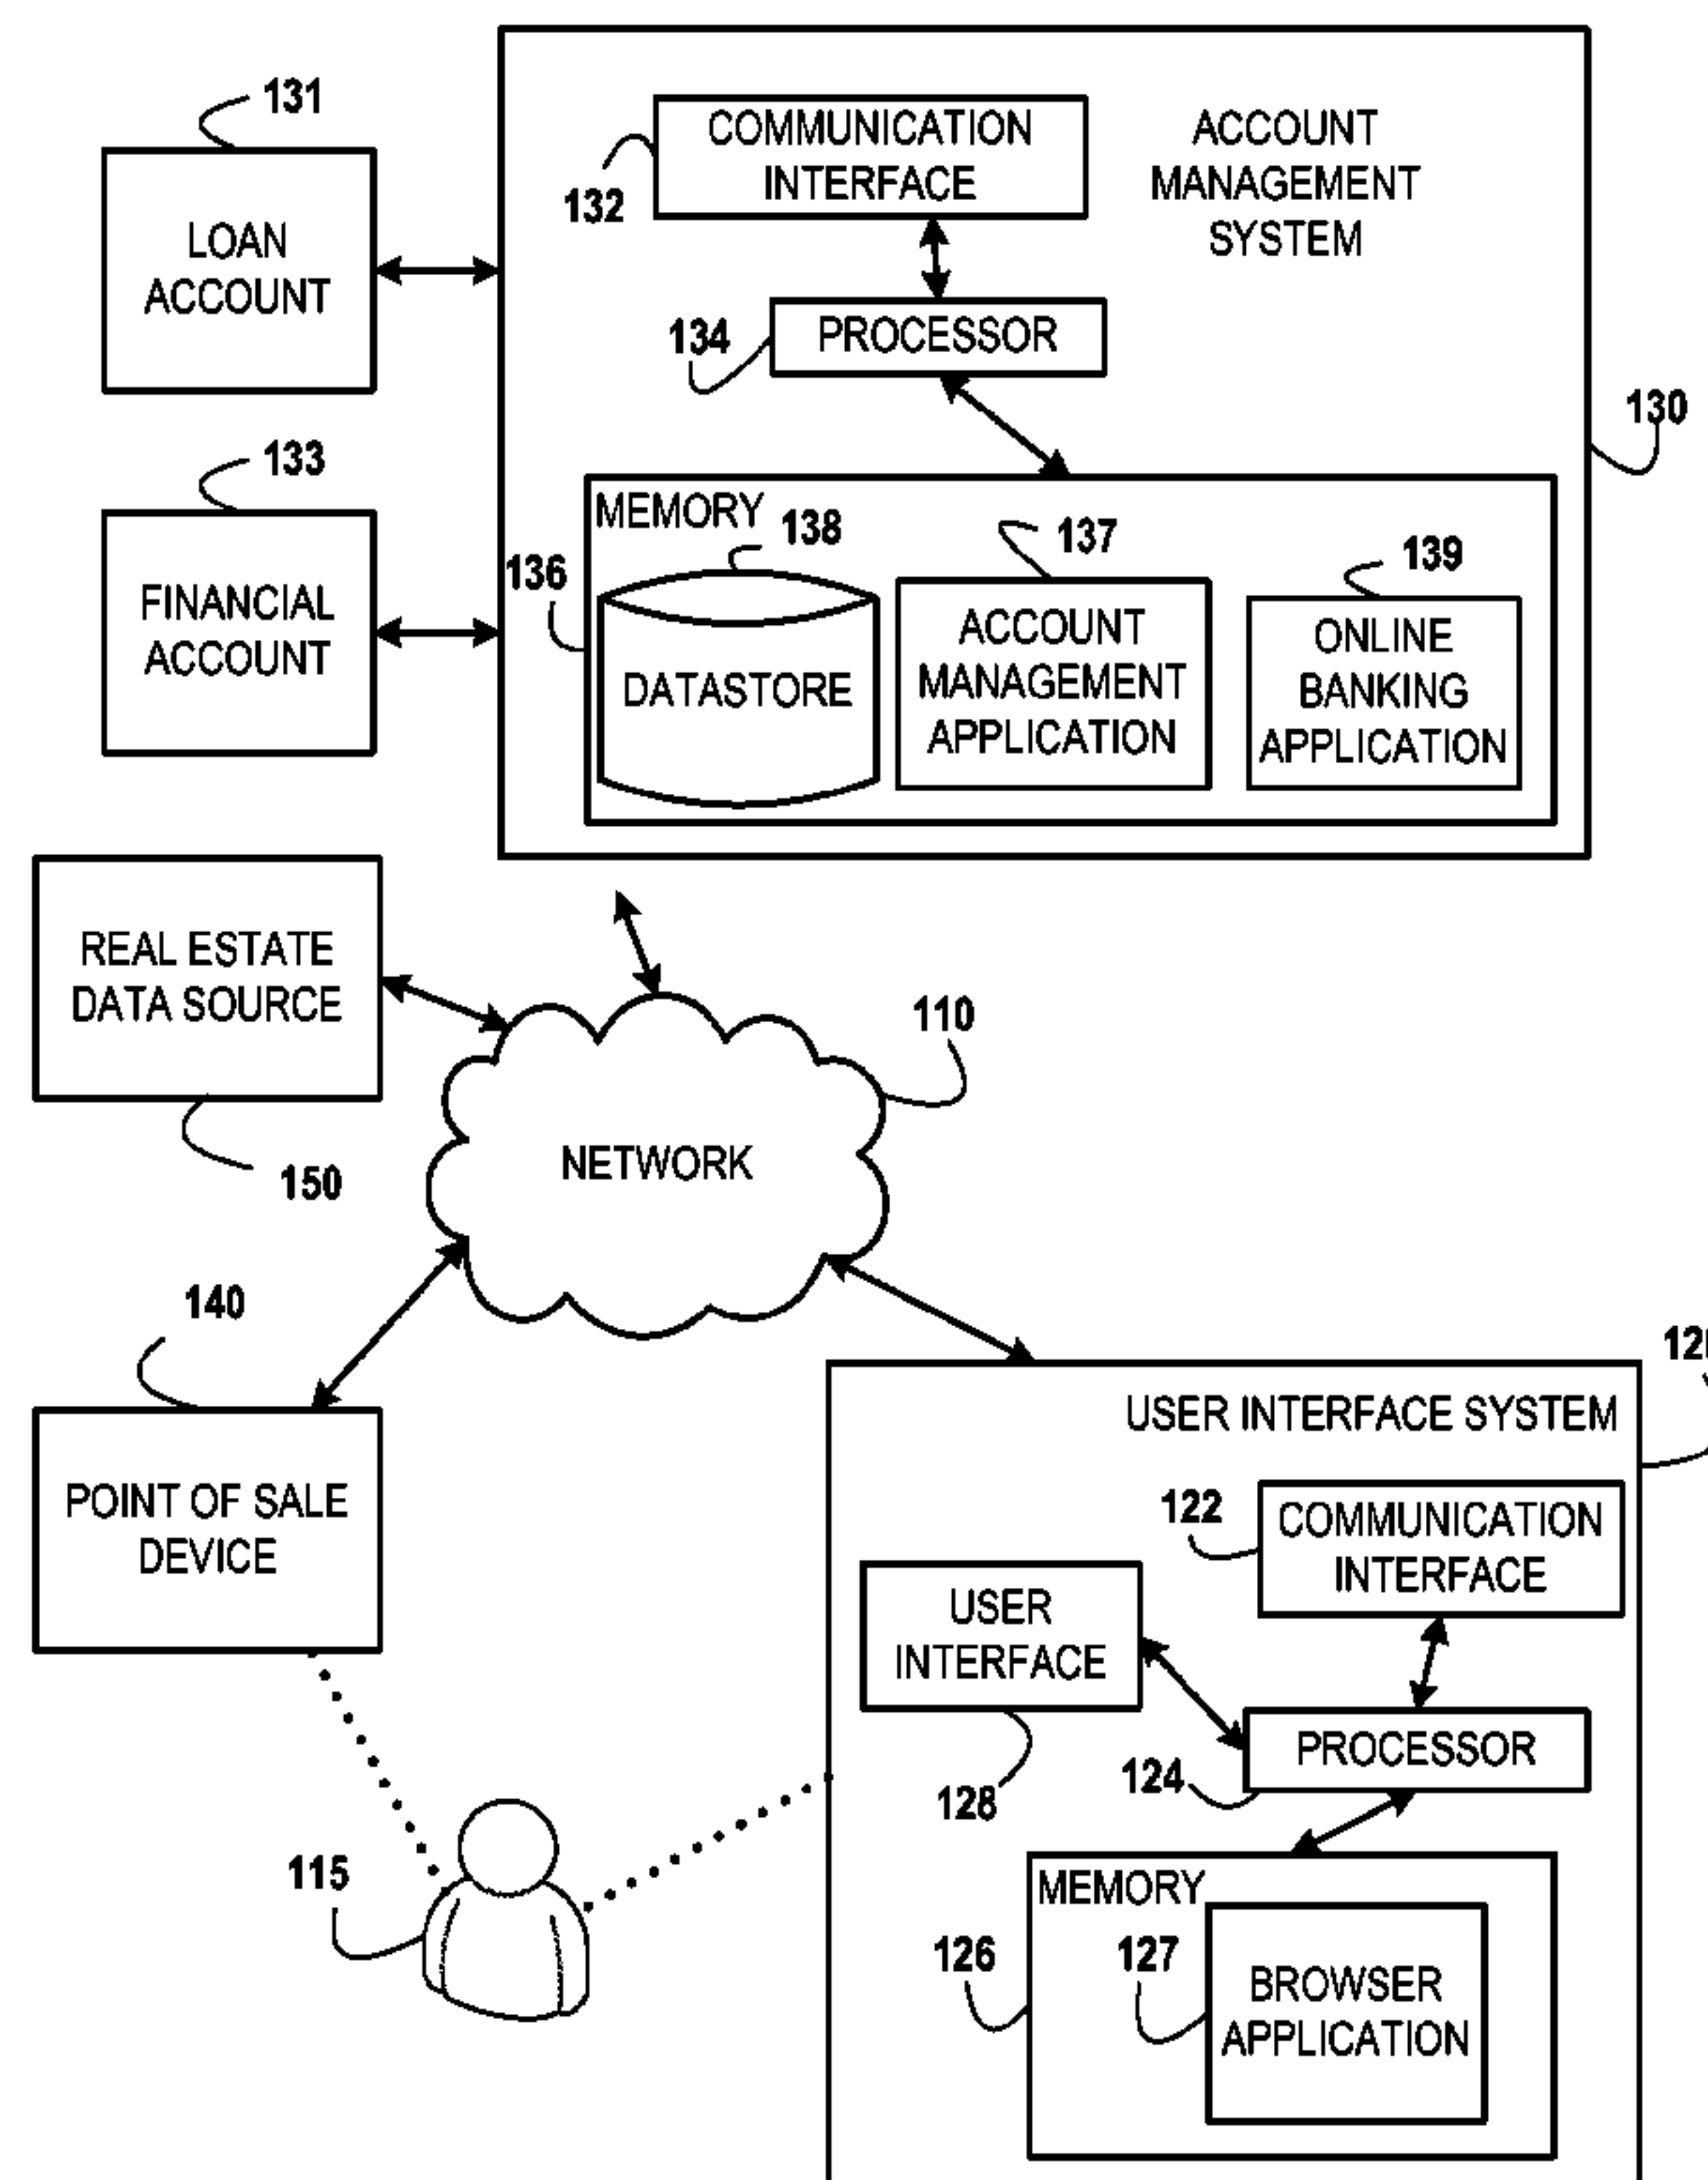 131
COMMUNICATION
INTERFACE
132
ACCOUNT
MANAGEMENT
SYSTEM
LOAN
ACCOUNT
134
PROCESSOR
130
133
FINANCIAL
ACCOUNT
MEMORY
136
138
DATASTORE
137
ACCOUNT
MANAGEMENT
APPLICATION
139
ONLINE
BANKING
APPLICATION
REAL ESTATE
DATA SOURCE
150
110
NETWORK
140
POINT OF SALE
DEVICE
USER INTERFACE SYSTEM
122
COMMUNICATION
INTERFACE
USER
INTERFACE
128
124
PROCESSOR
115
MEMORY
126
127
BROWSER
APPLICATION